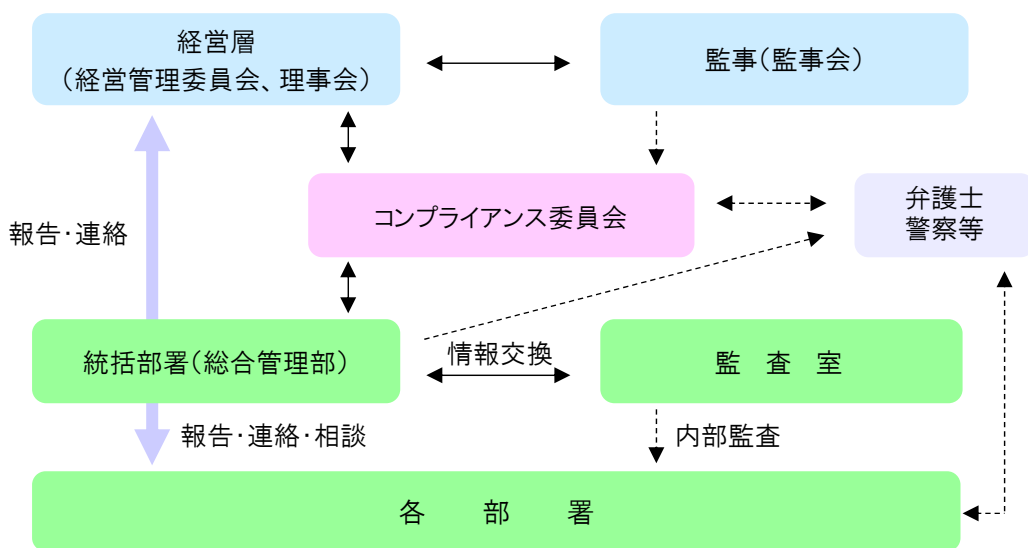 経営層
（経営管理委員会、理事会）
監事（監事会）
コンプライアンス委員会
弁護士
警察等
報告・連絡
統括部署（総合管理部）
情報交換
監　査　室
報告・連絡・相談
内部監査
各　　部　　署